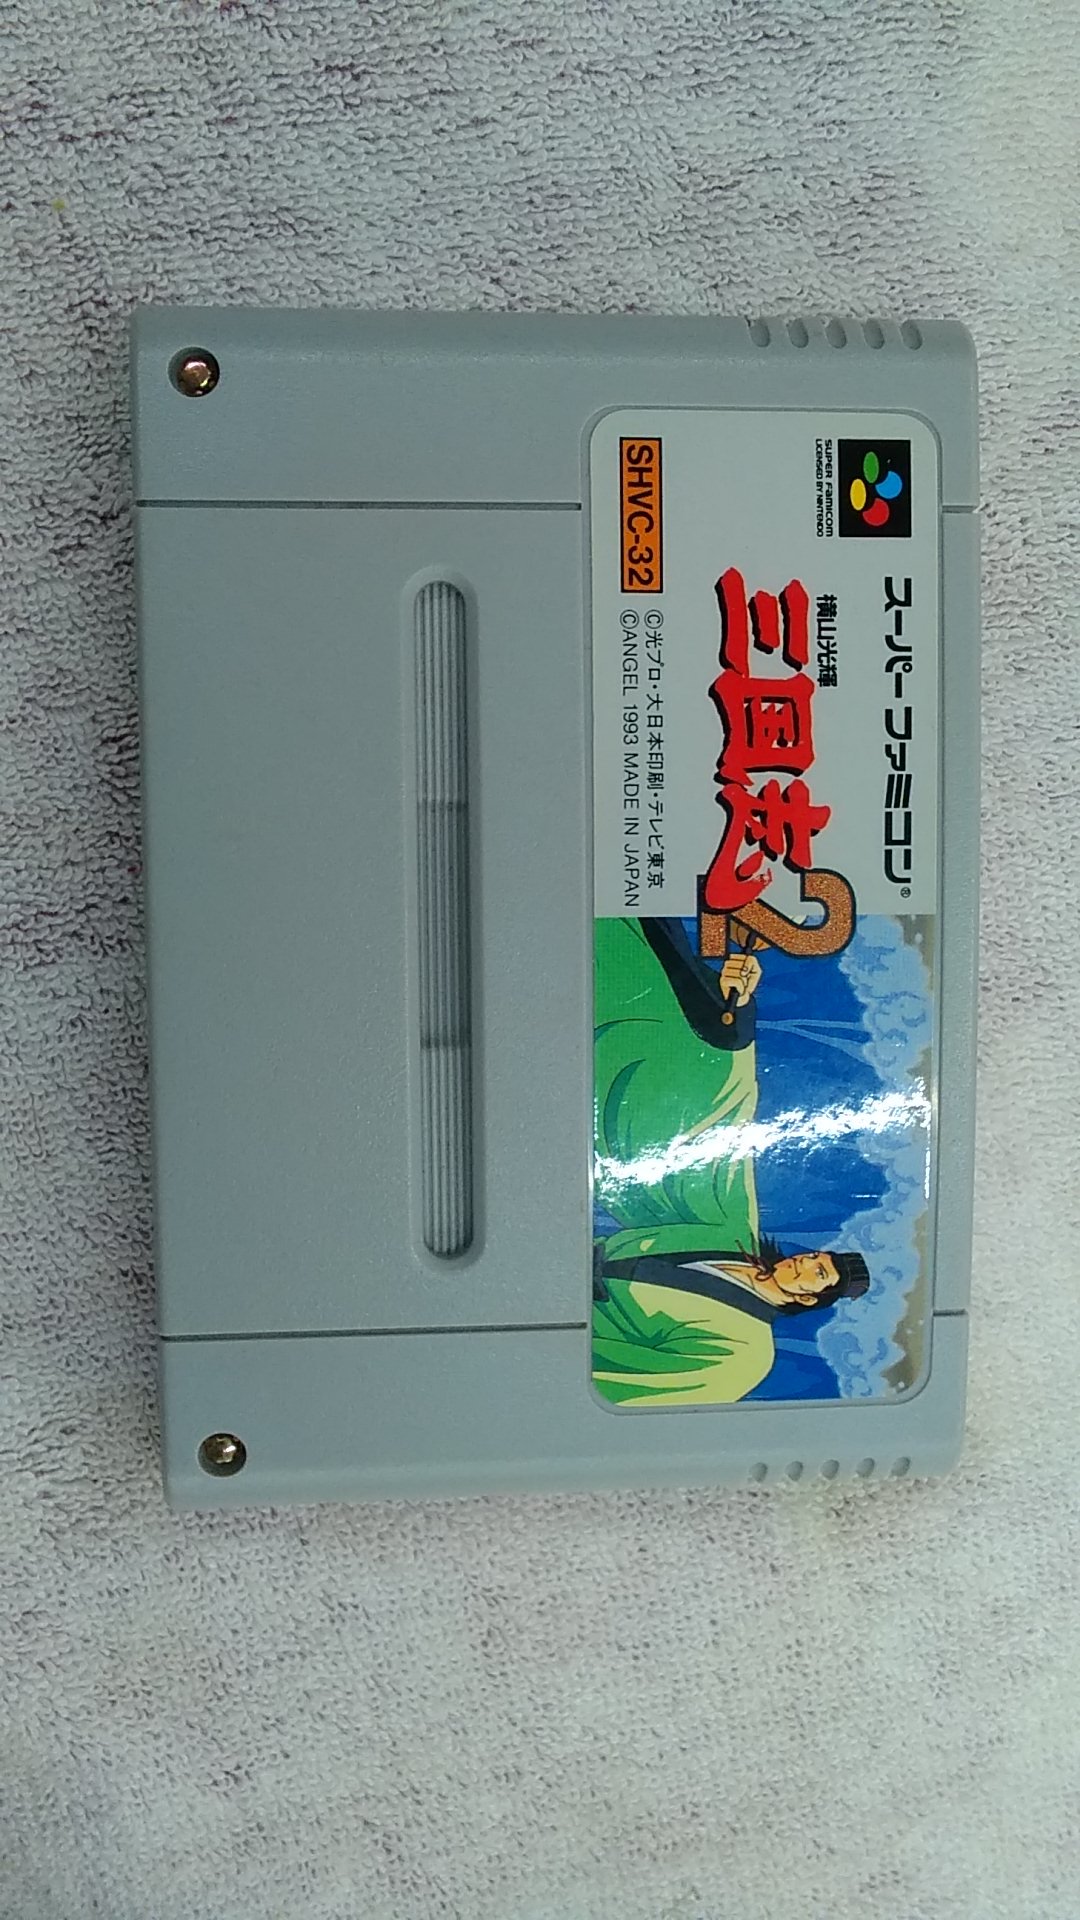 スーパーファミコン®
SUPER FAMICOM
LICENSED BY NINTENDO
横山光輝
三国志2
SHVC-32
©光プロ・大日本印刷・テレビ東京
©ANGEL 1993 MADE IN JAPAN